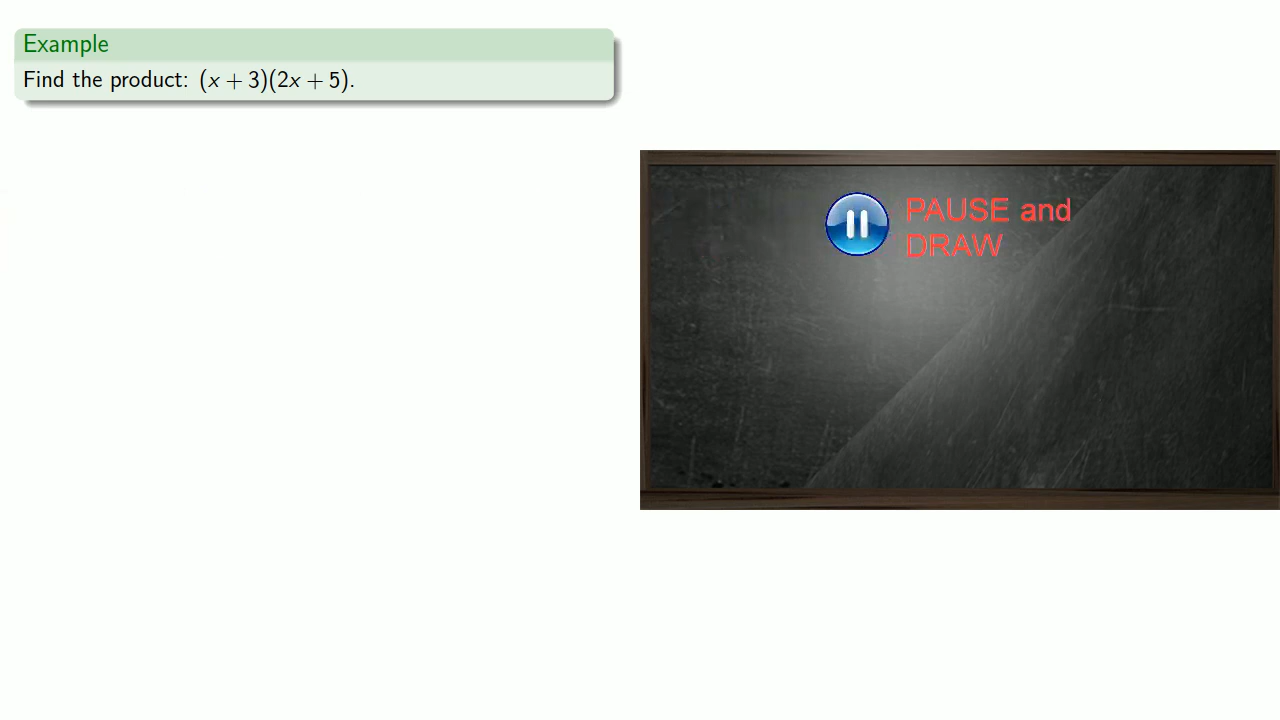 Example
Find the product: (x + 3)(2x + 5).
PAUSE and
DRAW